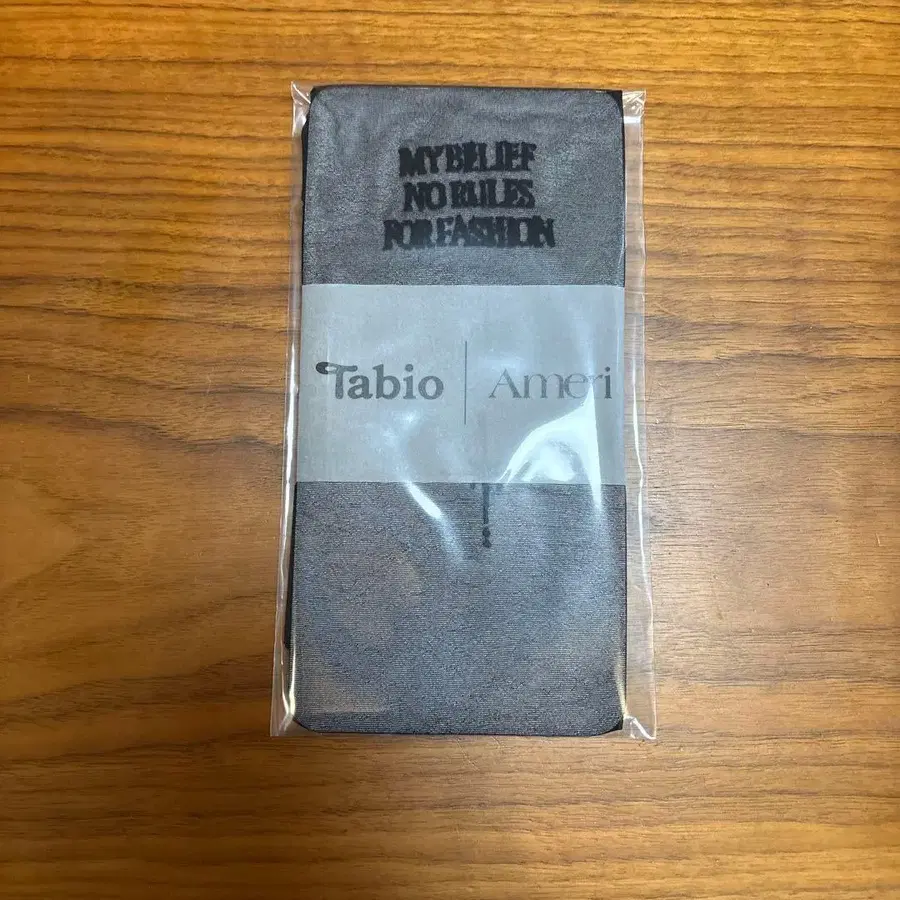 MY BELIEF
NO RULES
FOR FASHION
Tabio | Ameri